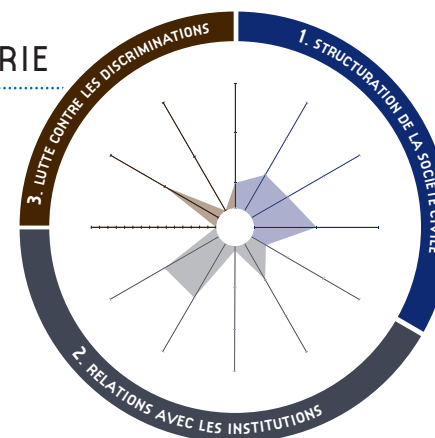 RIE
1. STRUCTURATION DE LA SOCIÉTÉ CIVILE
2. RELATIONS AVEC LES INSTITUTIONS
3. LUTTE CONTRE LES DISCRIMINATIONS